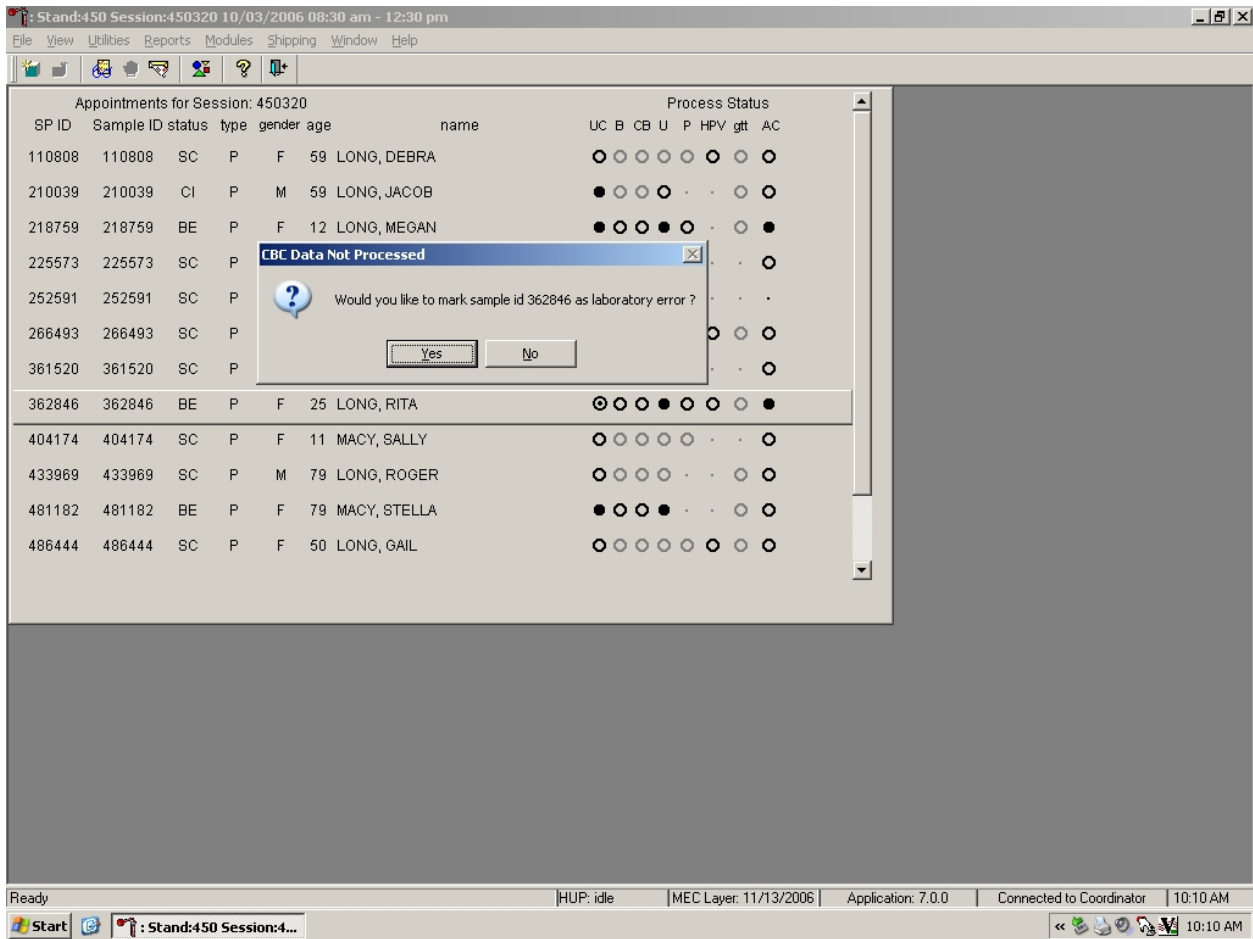 : Stand:450 Session:450320 10/03/2006 08:30 am - 12:30 pm
File View Utilities Reports Modules Shipping Window Help
Appointments for Session: 450320 Process Status
SP ID Sample ID status type gender age name UC B CB U P HPV gtt AC
110808 110808 SC P F 59 LONG, DEBRA
210039 210039 CI P M 59 LONG, JACOB
218759 218759 BE P F 12 LONG, MEGAN
225573 225573 SC P
252591 252591 SC P
266493 266493 SC P
361520 361520 SC P
CBC Data Not Processed
Would you like to mark sample id 362846 as laboratory error ?
Yes No
362846 362846 BE P F 25 LONG, RITA
404174 404174 SC P F 11 MACY, SALLY
433969 433969 SC P M 79 LONG, ROGER
481182 481182 BE P F 79 MACY, STELLA
486444 486444 SC P F 50 LONG, GAIL
Ready HUP: idle MEC Layer: 11/13/2006 Application: 7.0.0 Connected to Coordinator 10:10 AM
Start : Stand:450 Session:4... « 10:10 AM